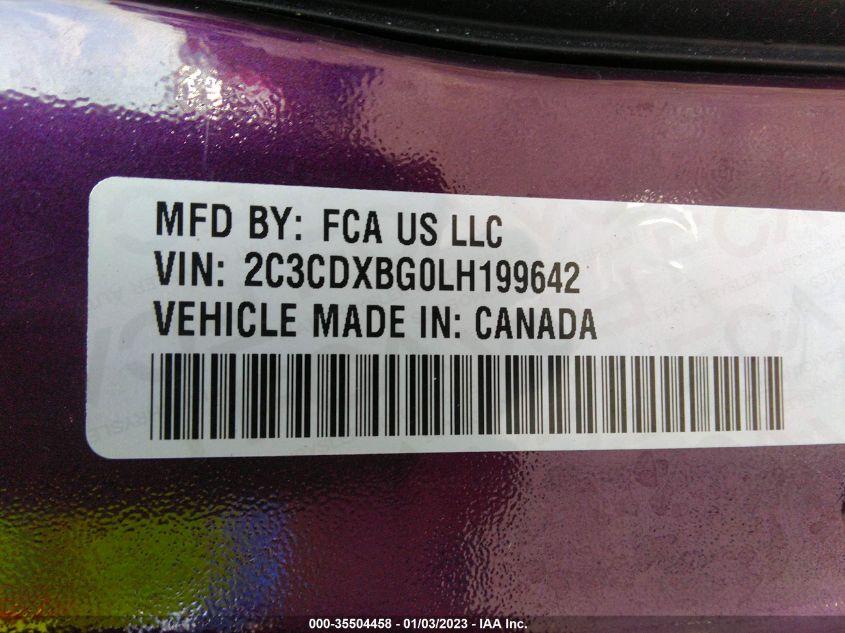 MFD BY: FCA US LLC
VIN: 2C3CDXBG0LH199642
VEHICLE MADE IN: CANADA
000-35504458 - 01/03/2023 - IAA Inc.